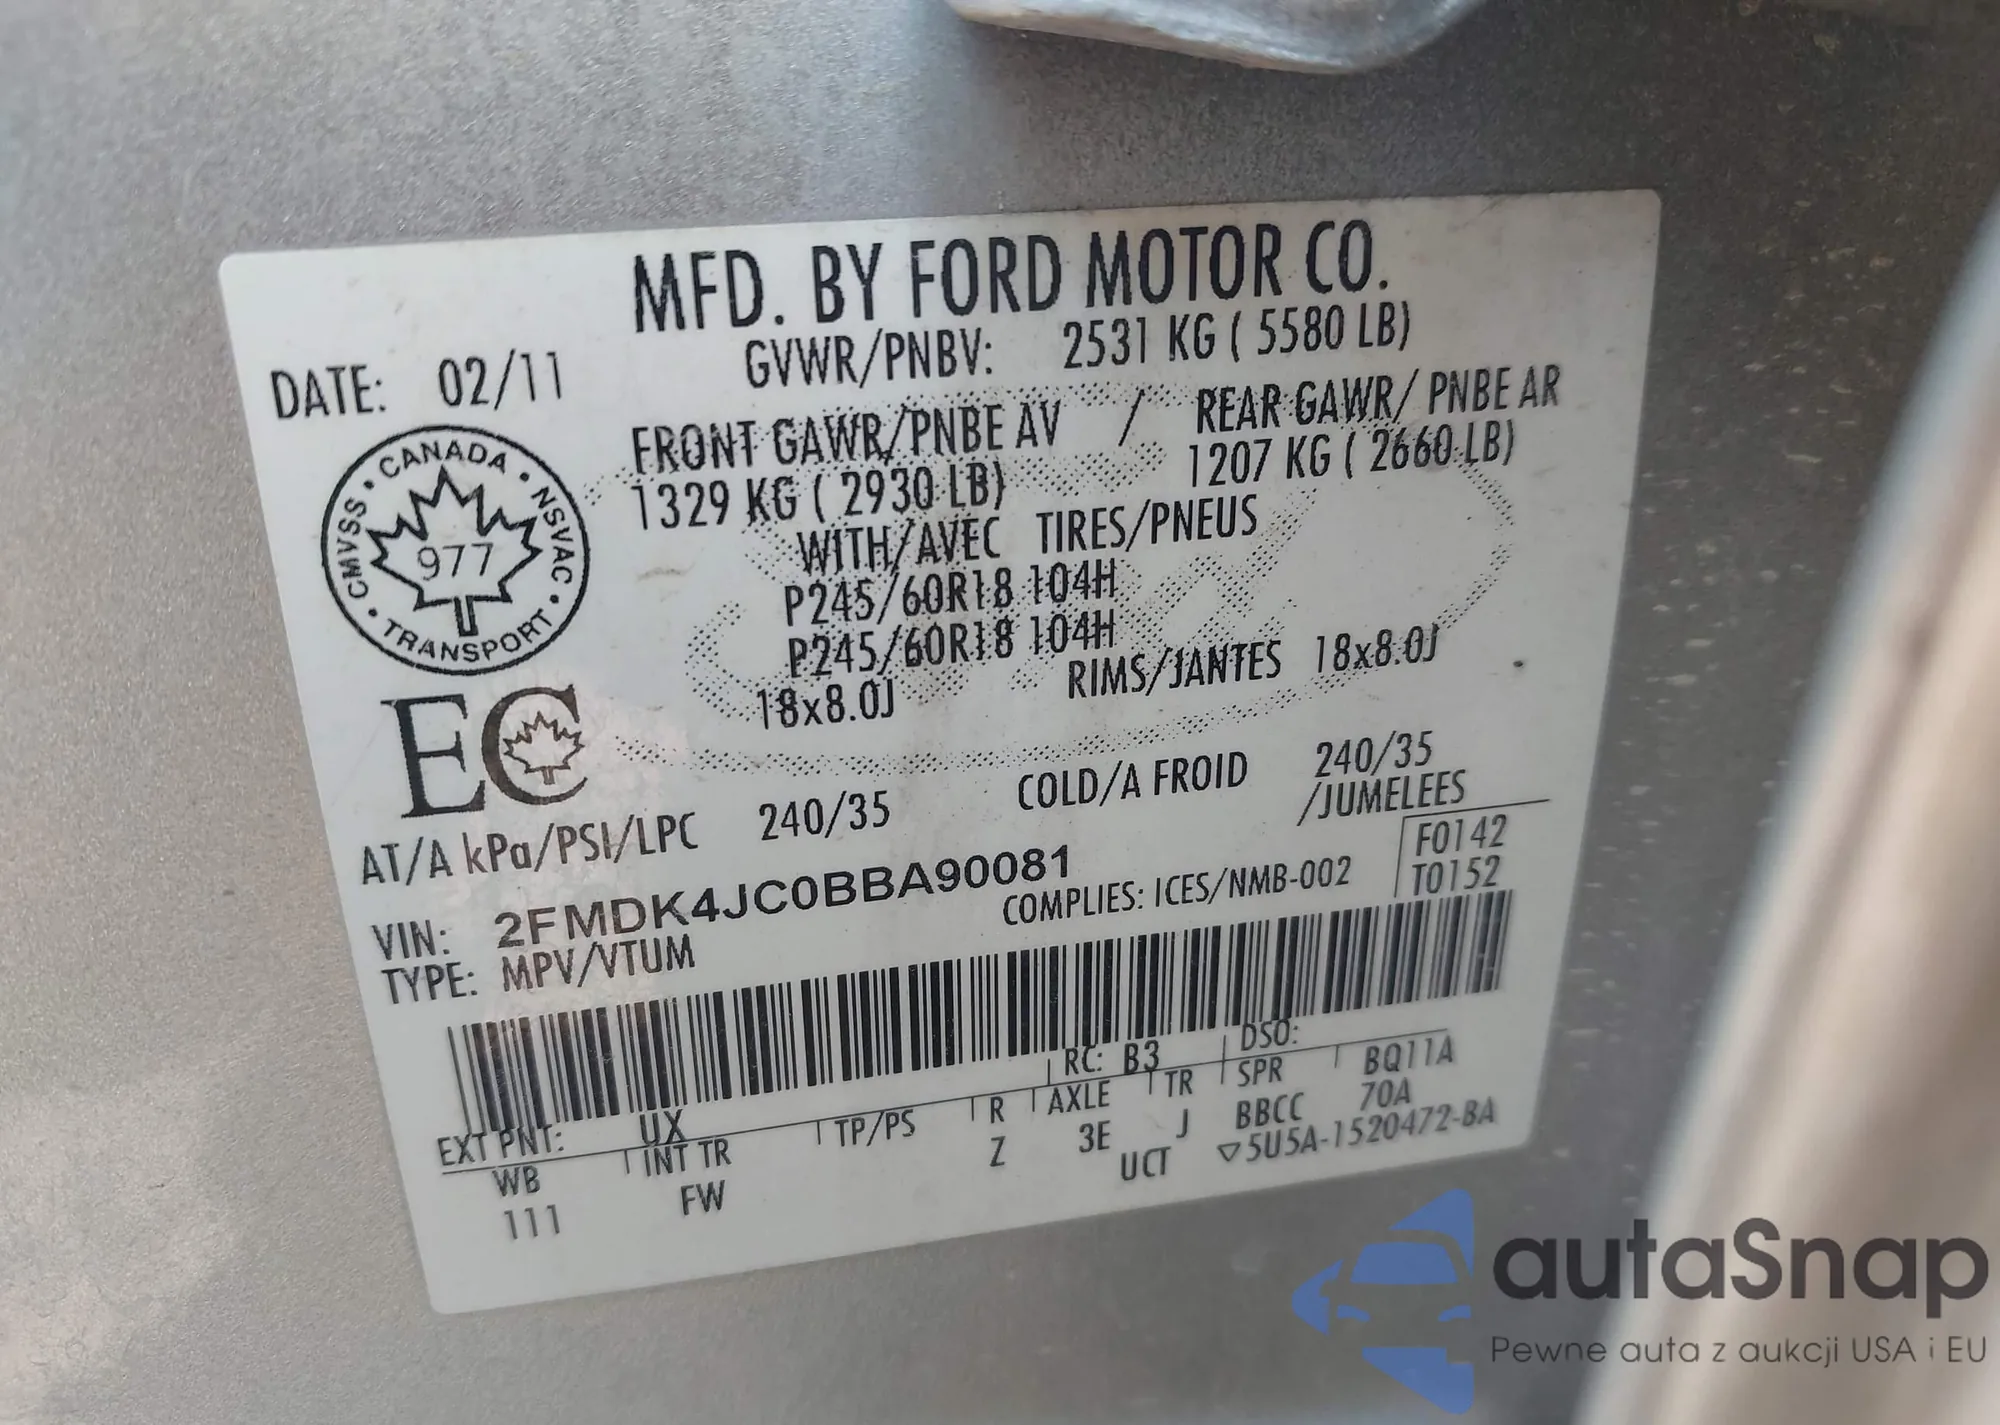 MFD. BY FORD MOTOR CO.
DATE: 02/11
GVWR/PNBV: 2531 KG ( 5580 LB)
FRONT GAWR/PNBE AV / REAR GAWR/ PNBE AR
1329 KG ( 2930 LB) 1207 KG ( 2660 LB)
WITH/AVEC TIRES/PNEUS
P245/60R18 104H
P245/60R18 104H
18x8.0J RIMS/JANTES 18x8.0J
CMVSS • CANADA • NSVAC • TRANSPORT •
977
EC
AT/A kPa/PSI/LPC 240/35 COLD/A FROID 240/35
/JUMELEES
VIN: 2FMDK4JC0BBA90081
COMPLIES: ICES/NMB-002
F0142
T0152
TYPE: MPV/VTUM
RC: B3 DSO:
EXT PNT: UX
WB INT TR TP/PS R AXLE TR SPR BQ11A
111 FW Z 3E J BBCC 70A
UCT ▽5U5A-1520472-BA
autaSnap
Pewne auta z aukcji USA i EU